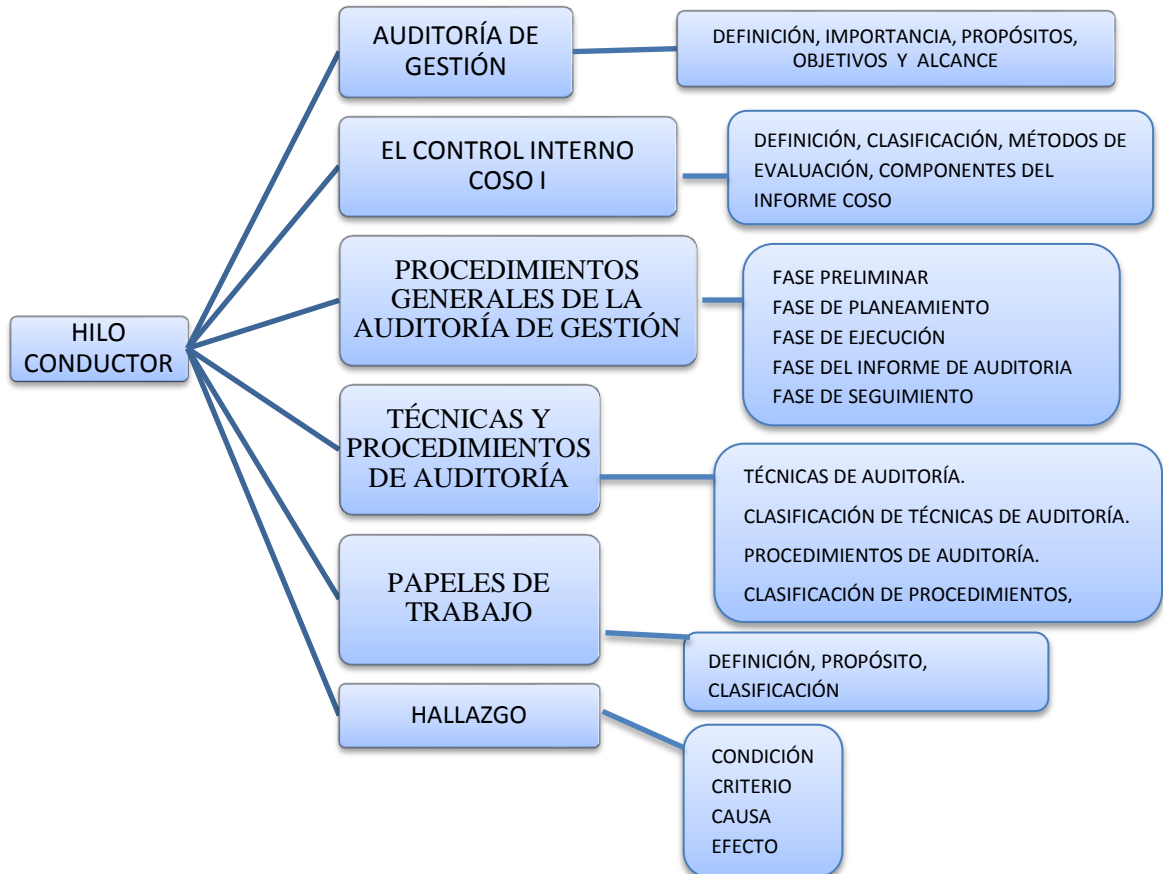 HILO
CONDUCTOR
AUDITORÍA DE
GESTIÓN
DEFINICIÓN, IMPORTANCIA, PROPÓSITOS,
OBJETIVOS Y ALCANCE
EL CONTROL INTERNO
COSO I
DEFINICIÓN, CLASIFICACIÓN, MÉTODOS DE
EVALUACIÓN, COMPONENTES DEL
INFORME COSO
PROCEDIMIENTOS
GENERALES DE LA
AUDITORÍA DE GESTIÓN
FASE PRELIMINAR
FASE DE PLANEAMIENTO
FASE DE EJECUCIÓN
FASE DEL INFORME DE AUDITORIA
FASE DE SEGUIMIENTO
TÉCNICAS Y
PROCEDIMIENTOS
DE AUDITORÍA
TÉCNICAS DE AUDITORÍA.
CLASIFICACIÓN DE TÉCNICAS DE AUDITORÍA.
PROCEDIMIENTOS DE AUDITORÍA.
CLASIFICACIÓN DE PROCEDIMIENTOS,
PAPELES DE
TRABAJO
DEFINICIÓN, PROPÓSITO,
CLASIFICACIÓN
HALLAZGO
CONDICIÓN
CRITERIO
CAUSA
EFECTO